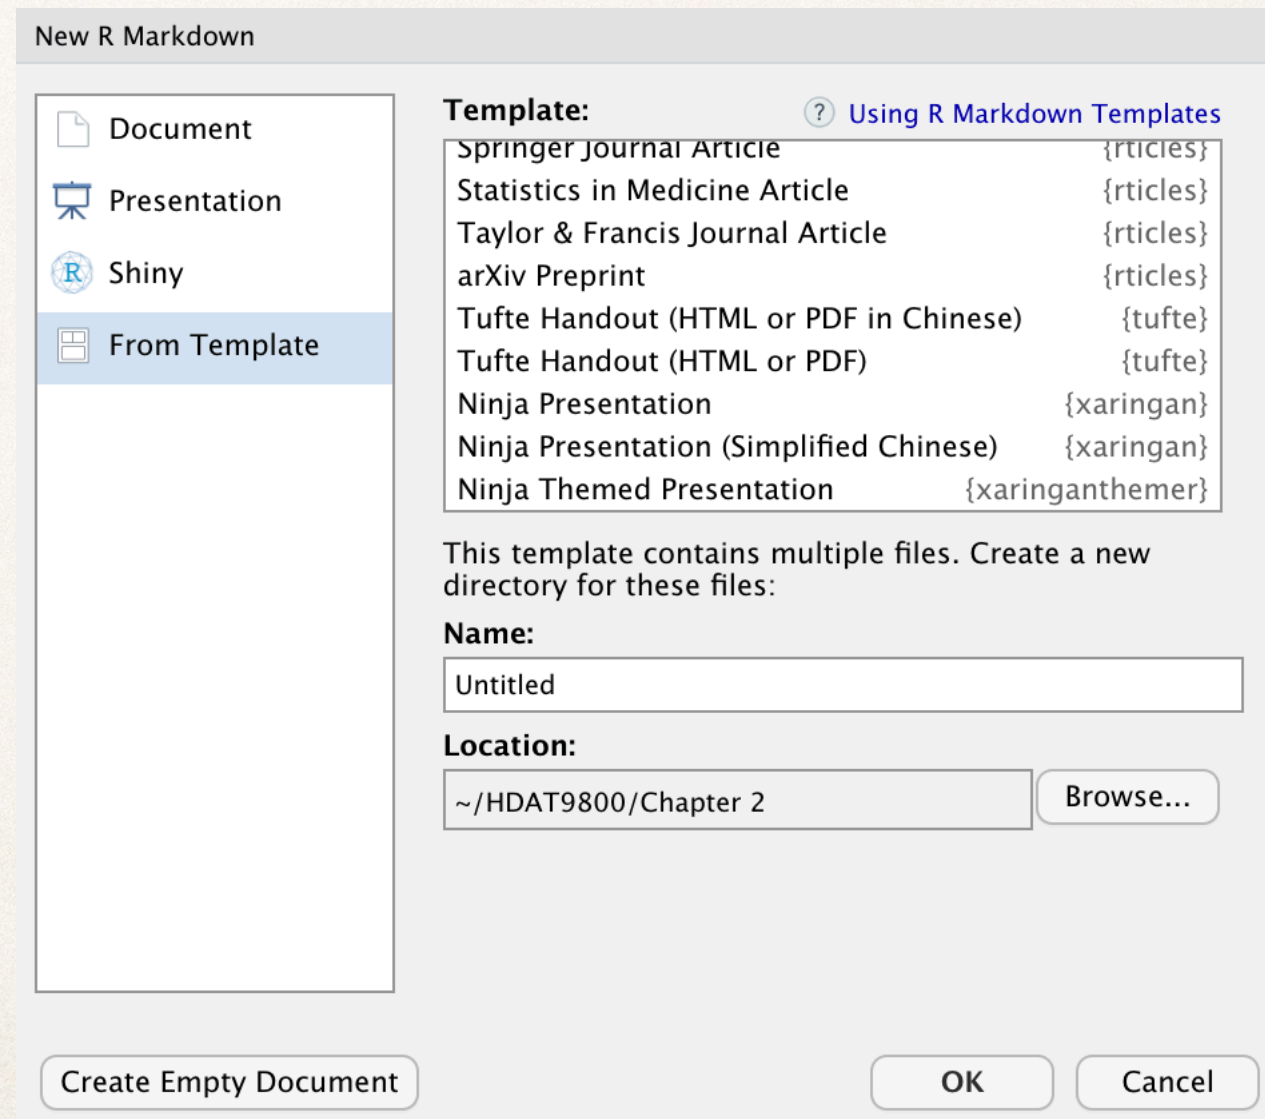 New R Markdown
Document
Presentation
Shiny
From Template
Template:
? Using R Markdown Templates
Springer Journal Article {rticles}
Statistics in Medicine Article {rticles}
Taylor & Francis Journal Article {rticles}
arXiv Preprint {rticles}
Tufte Handout (HTML or PDF in Chinese) {tufte}
Tufte Handout (HTML or PDF) {tufte}
Ninja Presentation {xaringan}
Ninja Presentation (Simplified Chinese) {xaringan}
Ninja Themed Presentation {xaringanthemer}
This template contains multiple files. Create a new
directory for these files:
Name:
Untitled
Location:
~/HDAT9800/Chapter 2
Browse...
Create Empty Document
OK
Cancel